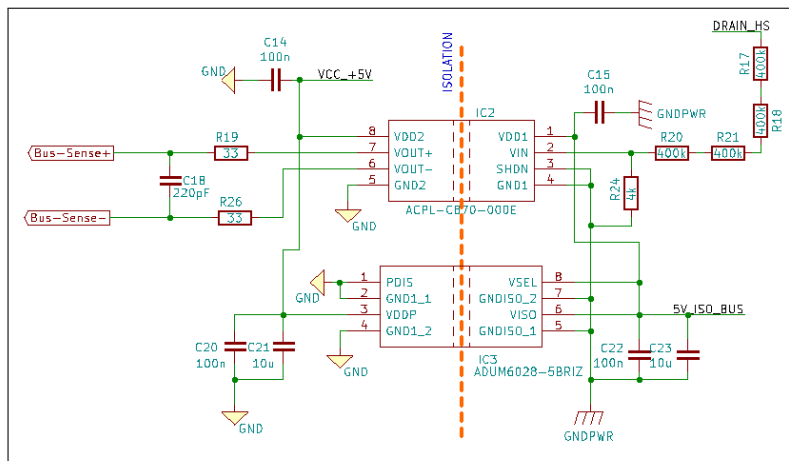 DRAIN_HS
C14
100n
GND
VCC_+5V
ISOLATION
C15
100n
GNDPWR
R17
400k
R18
400k
IC2
8 VDD2 VDD1 1
7 VOUT+ VIN 2
6 VOUT- SHDN 3
5 GND2 GND1 4
ACPL-C870-000E
Bus-Sense+
R19
33
C18
220pF
Bus-Sense-
R26
33
GND
R20
400k
R21
400k
R24
4k
1 PDIS VSEL 8
2 GND1_1 GNDISO_2 7
3 VDDP VISO 6
4 GND1_2 GNDISO_1 5
IC3
ADUM6028-5BRIZ
GND
GND
5V_ISO_BUS
C20
100n
C21
10u
GND
C22
100n
C23
10u
GNDPWR